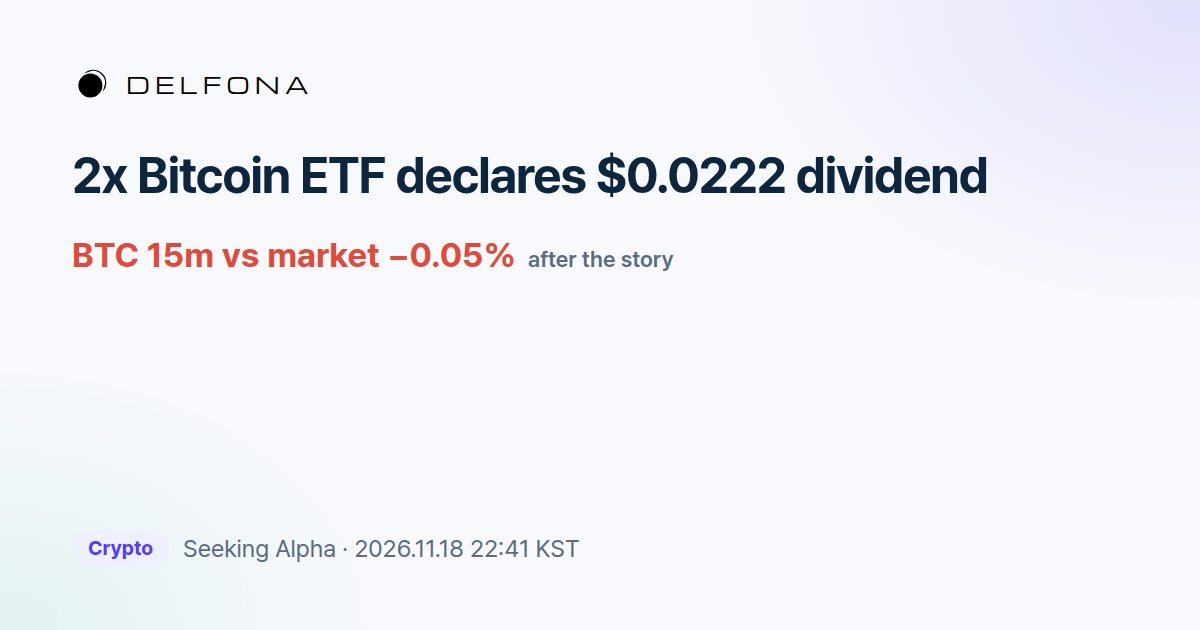 DELFONA
2x Bitcoin ETF declares $0.0222 dividend
BTC 15m vs market −0.05% after the story
Crypto Seeking Alpha · 2026.11.18 22:41 KST